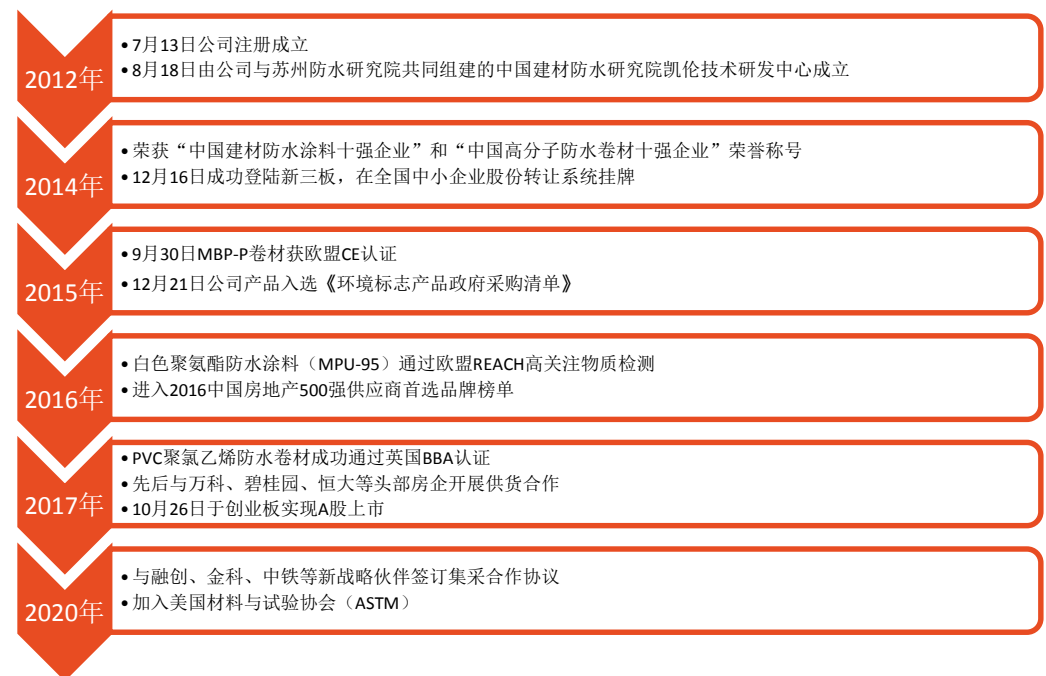 2012年
•7月13日公司注册成立
•8月18日由公司与苏州防水研究院共同组建的中国建材防水研究院凯伦技术研发中心成立
2014年
•荣获“中国建材防水涂料十强企业”和“中国高分子防水卷材十强企业”荣誉称号
•12月16日成功登陆新三板，在全国中小企业股份转让系统挂牌
2015年
•9月30日MBP-P卷材获欧盟CE认证
•12月21日公司产品入选《环境标志产品政府采购清单》
2016年
•白色聚氨酯防水涂料（MPU-95）通过欧盟REACH高关注物质检测
•进入2016中国房地产500强供应商首选品牌榜单
2017年
•PVC聚氯乙烯防水卷材成功通过英国BBA认证
•先后与万科、碧桂园、恒大等头部房企开展供货合作
•10月26日于创业板实现A股上市
2020年
•与融创、金科、中铁等新战略伙伴签订集采合作协议
•加入美国材料与试验协会（ASTM）